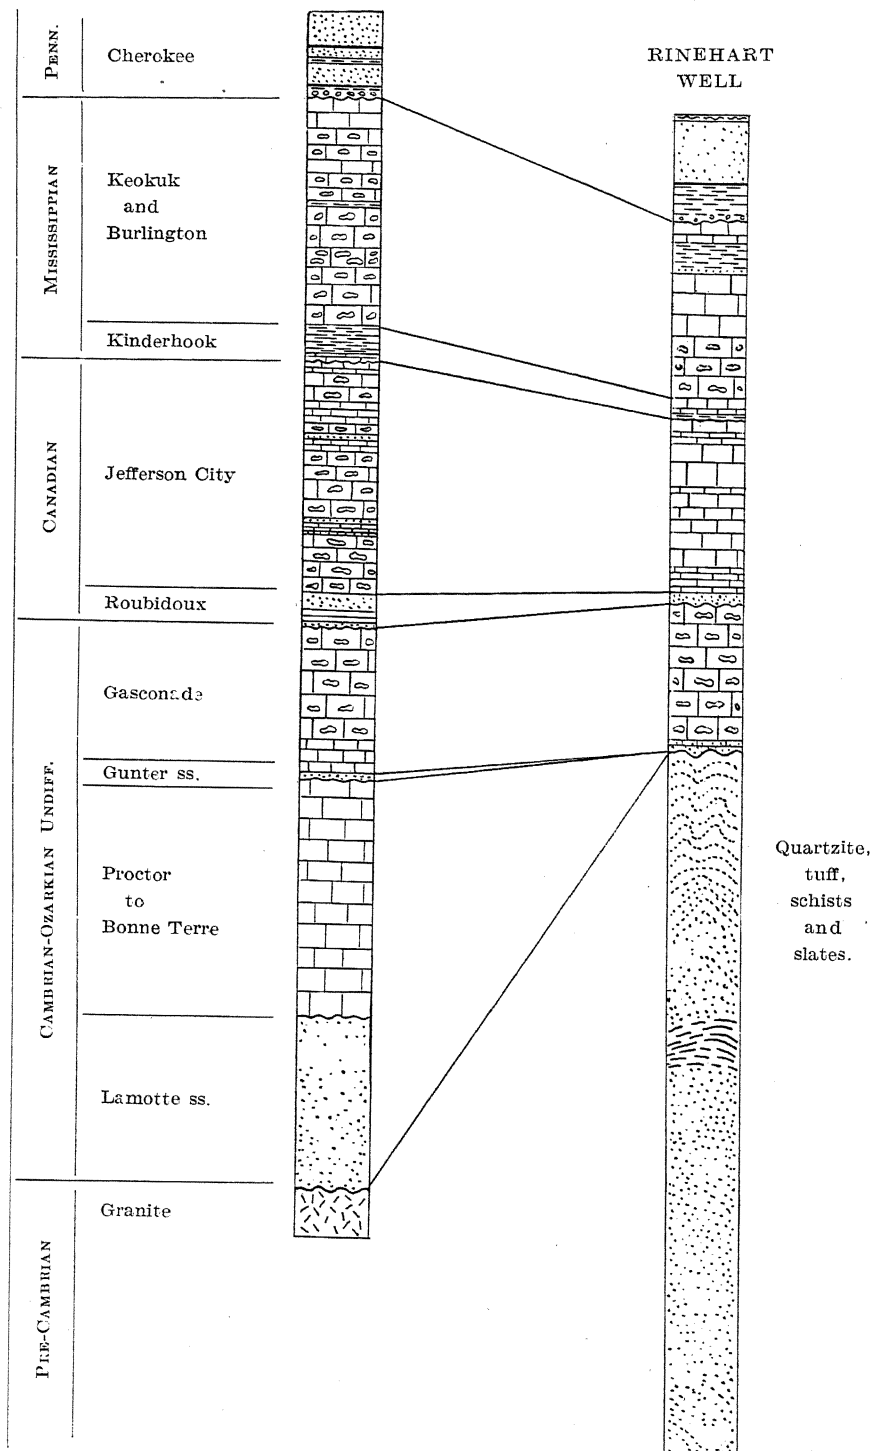 PENN.
Cherokee
RINEHART
WELL
MISSISSIPPIAN
Keokuk
and
Burlington
Kinderhook
CANADIAN
Jefferson City
Roubidoux
CAMBRIAN-OZARKIAN UNDIFF.
Gasconade
Gunter ss.
Proctor
to
Bonne Terre
Lamotte ss.
Quartzite,
tuff,
schists
and
slates.
PRE-CAMBRIAN
Granite